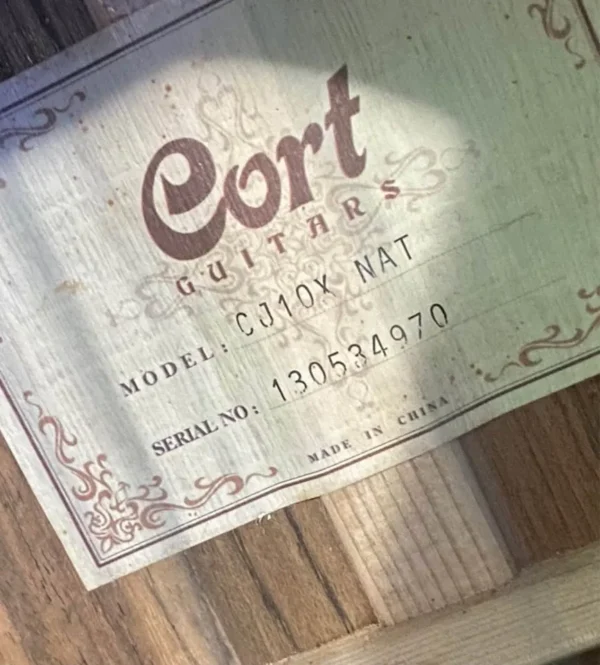 Cort
GUITARS
MODEL: CJ10X NAT
SERIAL NO: 130534970
MADE IN CHINA